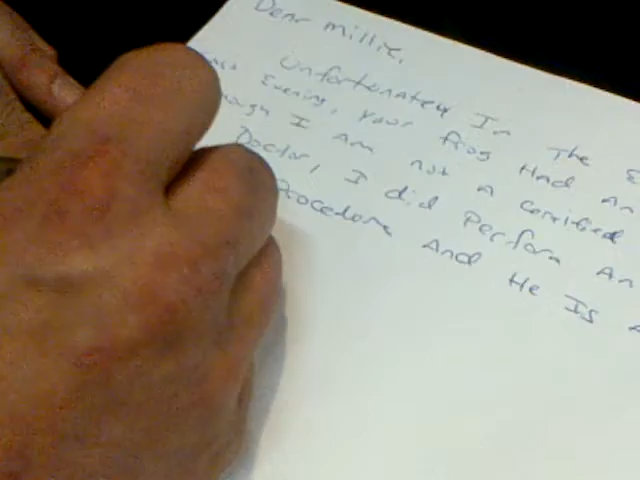 Dear Millie,
Unfortunately In The E
Evening, Your frog Had An
Though I Am not a Certified
Doctor, I did Perform An
Procedure And He Is a